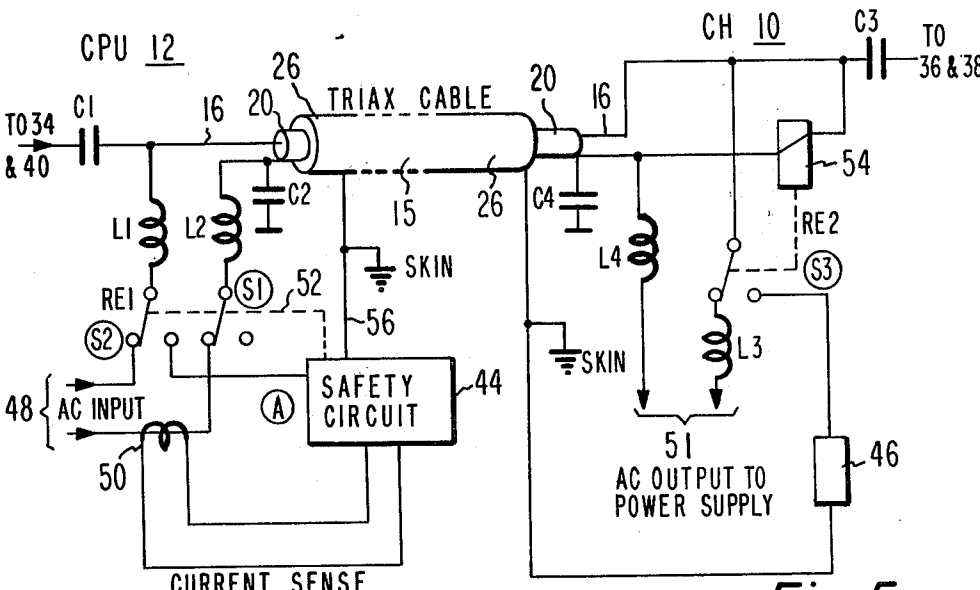 CPU 12
CH 10
C3
TO
36 & 38
C1
16
20
26
TRIAX CABLE
20
16
TO 34
& 40
C2
15
26
C4
54
RE2
L1
L2
SKIN
L4
S3
RE1
S1
52
S2
56
SKIN
L3
48
AC INPUT
A
SAFETY
CIRCUIT
44
50
51
AC OUTPUT TO
POWER SUPPLY
46
CURRENT SENSE